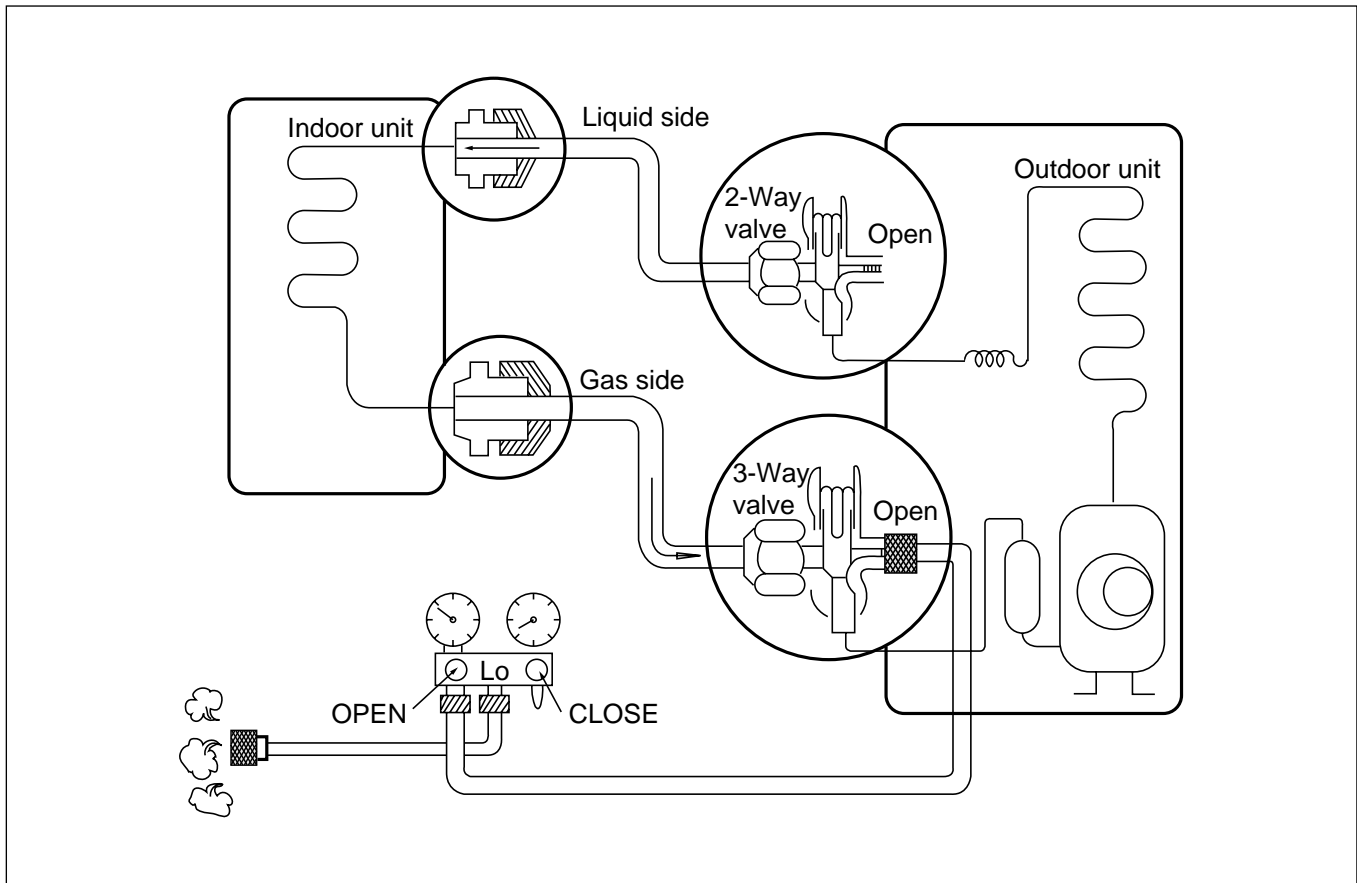 Indoor unit
Liquid side
2-Way
valve
Open
Outdoor unit
Gas side
3-Way
valve
Open
Lo
OPEN
CLOSE